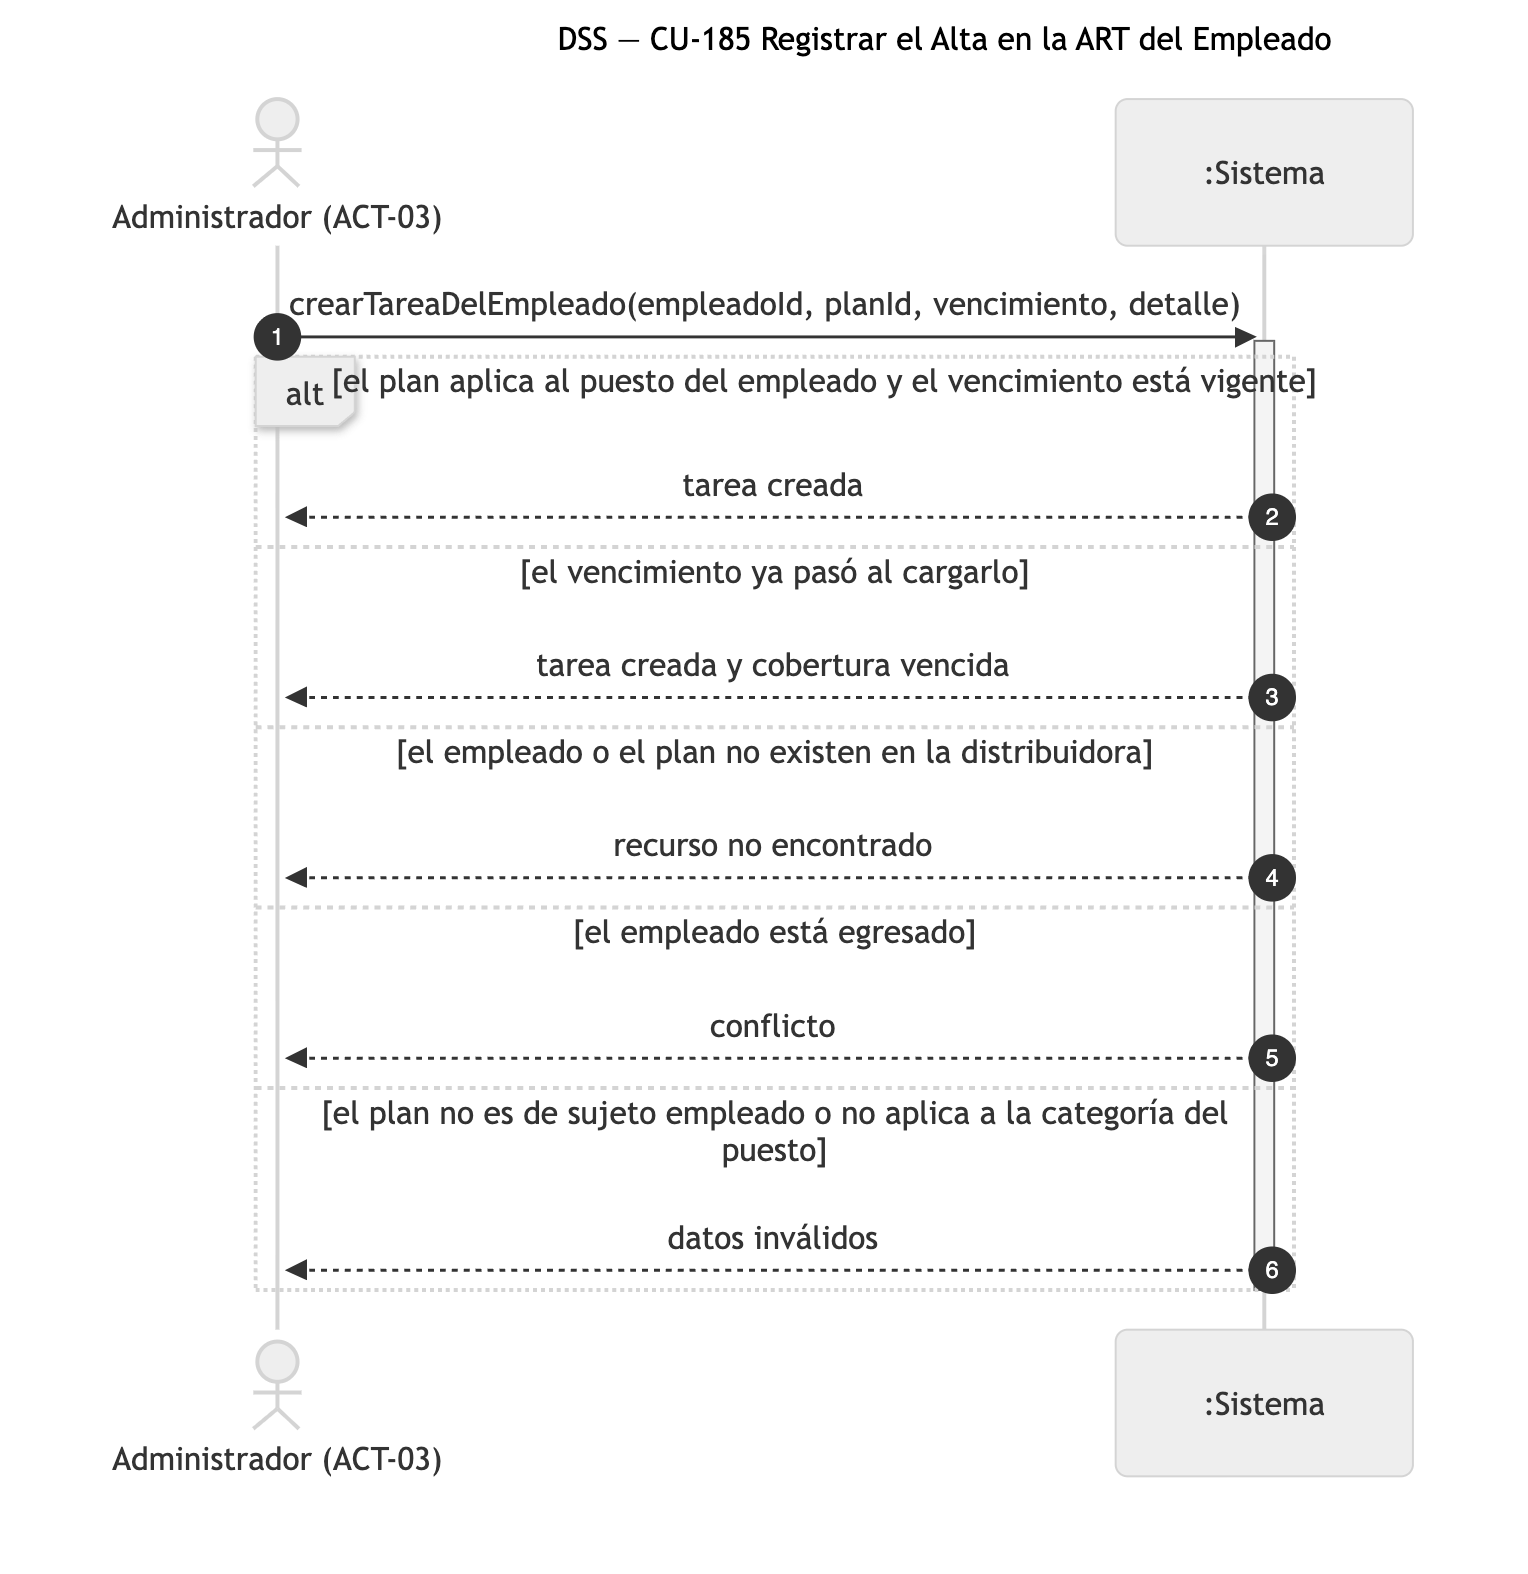 DSS — CU-185 Registrar el Alta en la ART del Empleado
:Sistema
Administrador (ACT-03)
crearTareaDelEmpleado(empleadoId, planId, vencimiento, detalle)
1
alt [el plan aplica al puesto del empleado y el vencimiento está vigente]
tarea creada
2
[el vencimiento ya pasó al cargarlo]
tarea creada y cobertura vencida
3
[el empleado o el plan no existen en la distribuidora]
recurso no encontrado
4
[el empleado está egresado]
conflicto
5
[el plan no es de sujeto empleado o no aplica a la categoría del
puesto]
datos inválidos
6
:Sistema
Administrador (ACT-03)